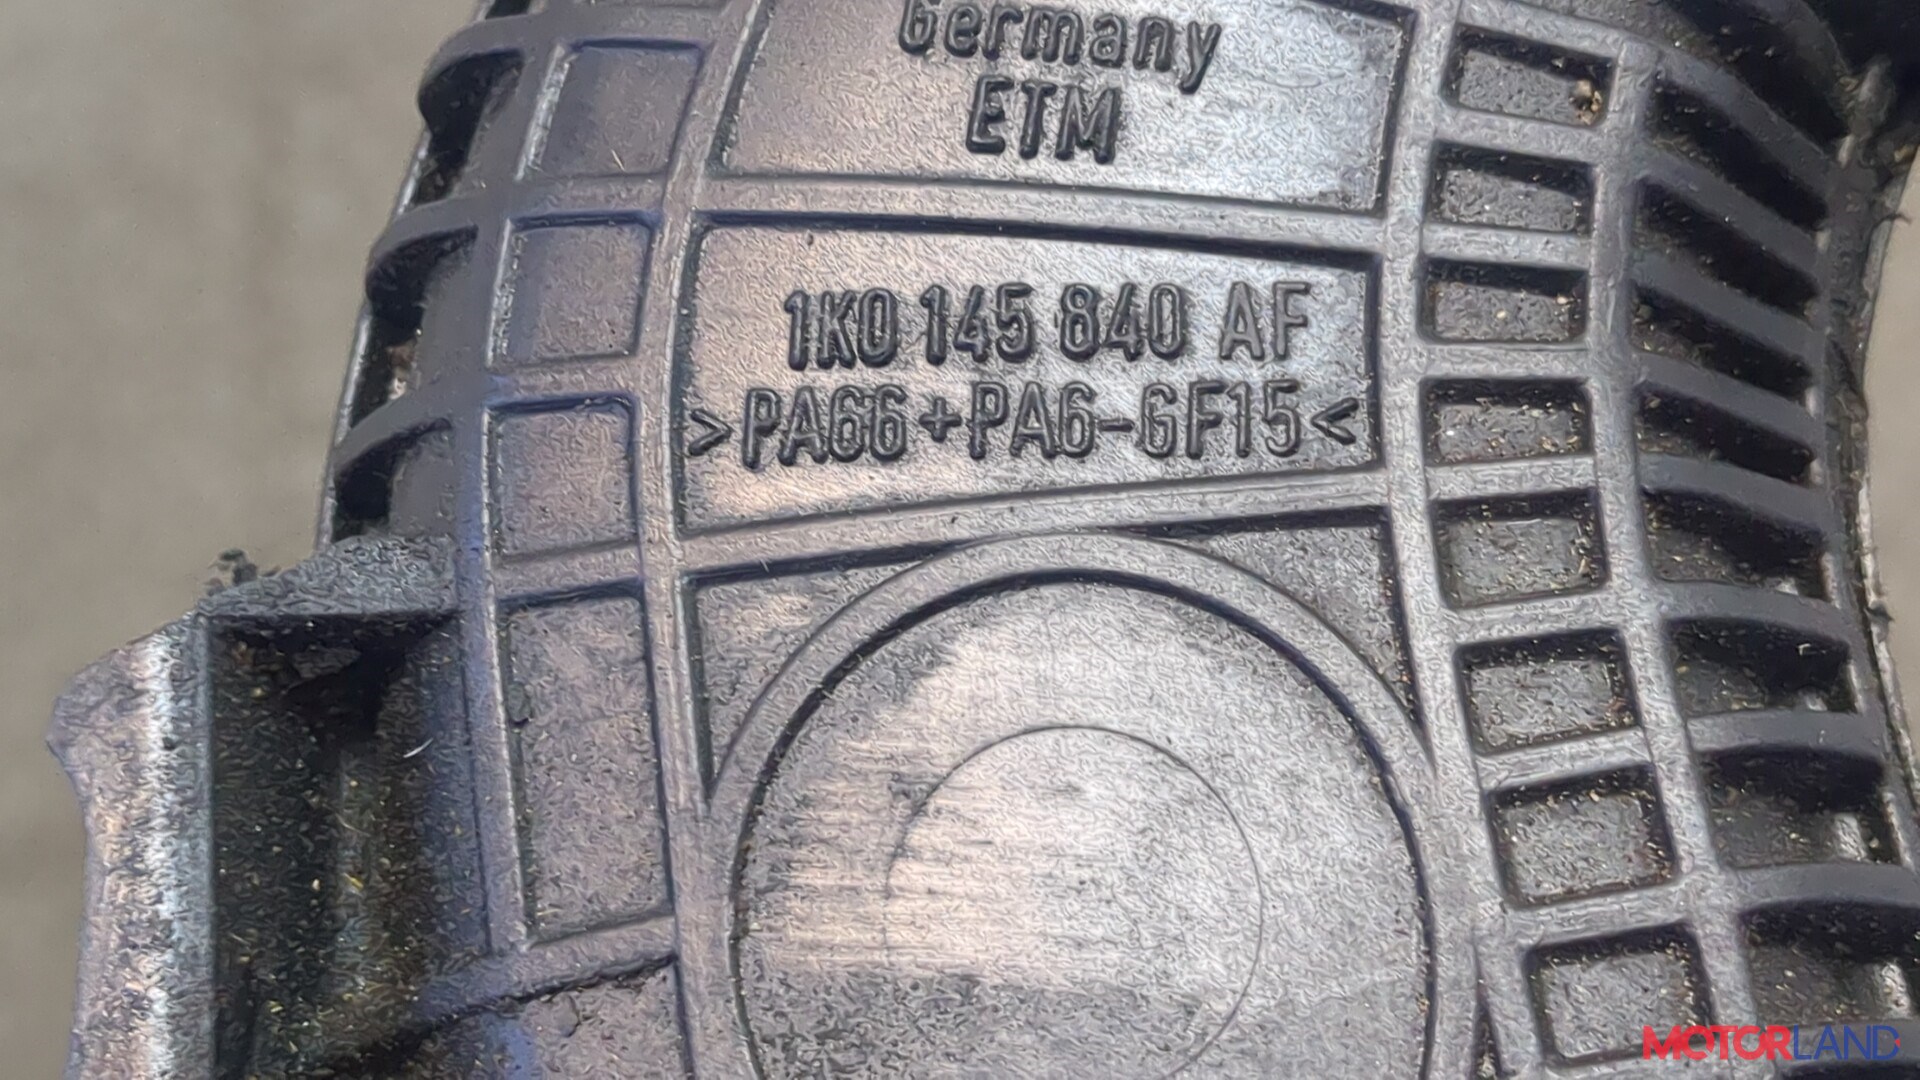 Germany
ETM
1K0 145 840 AF
>PA66+PA6-GF15<
MOTORLAND